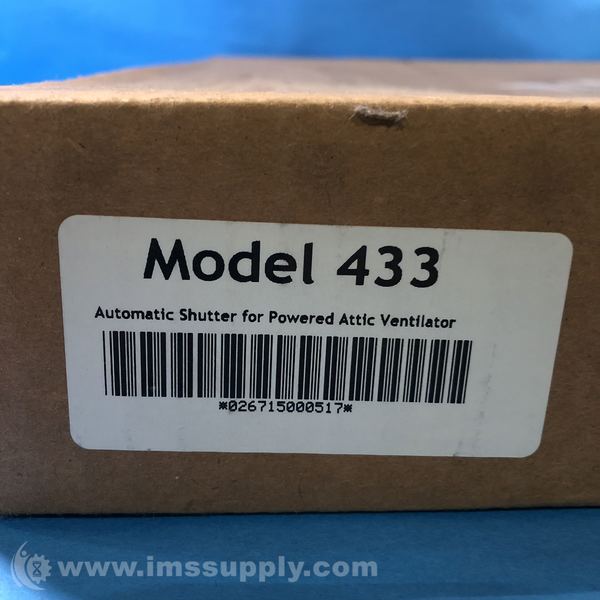 Model 433
Automatic Shutter for Powered Attic Ventilator
*026715000517*
www.imssupply.com